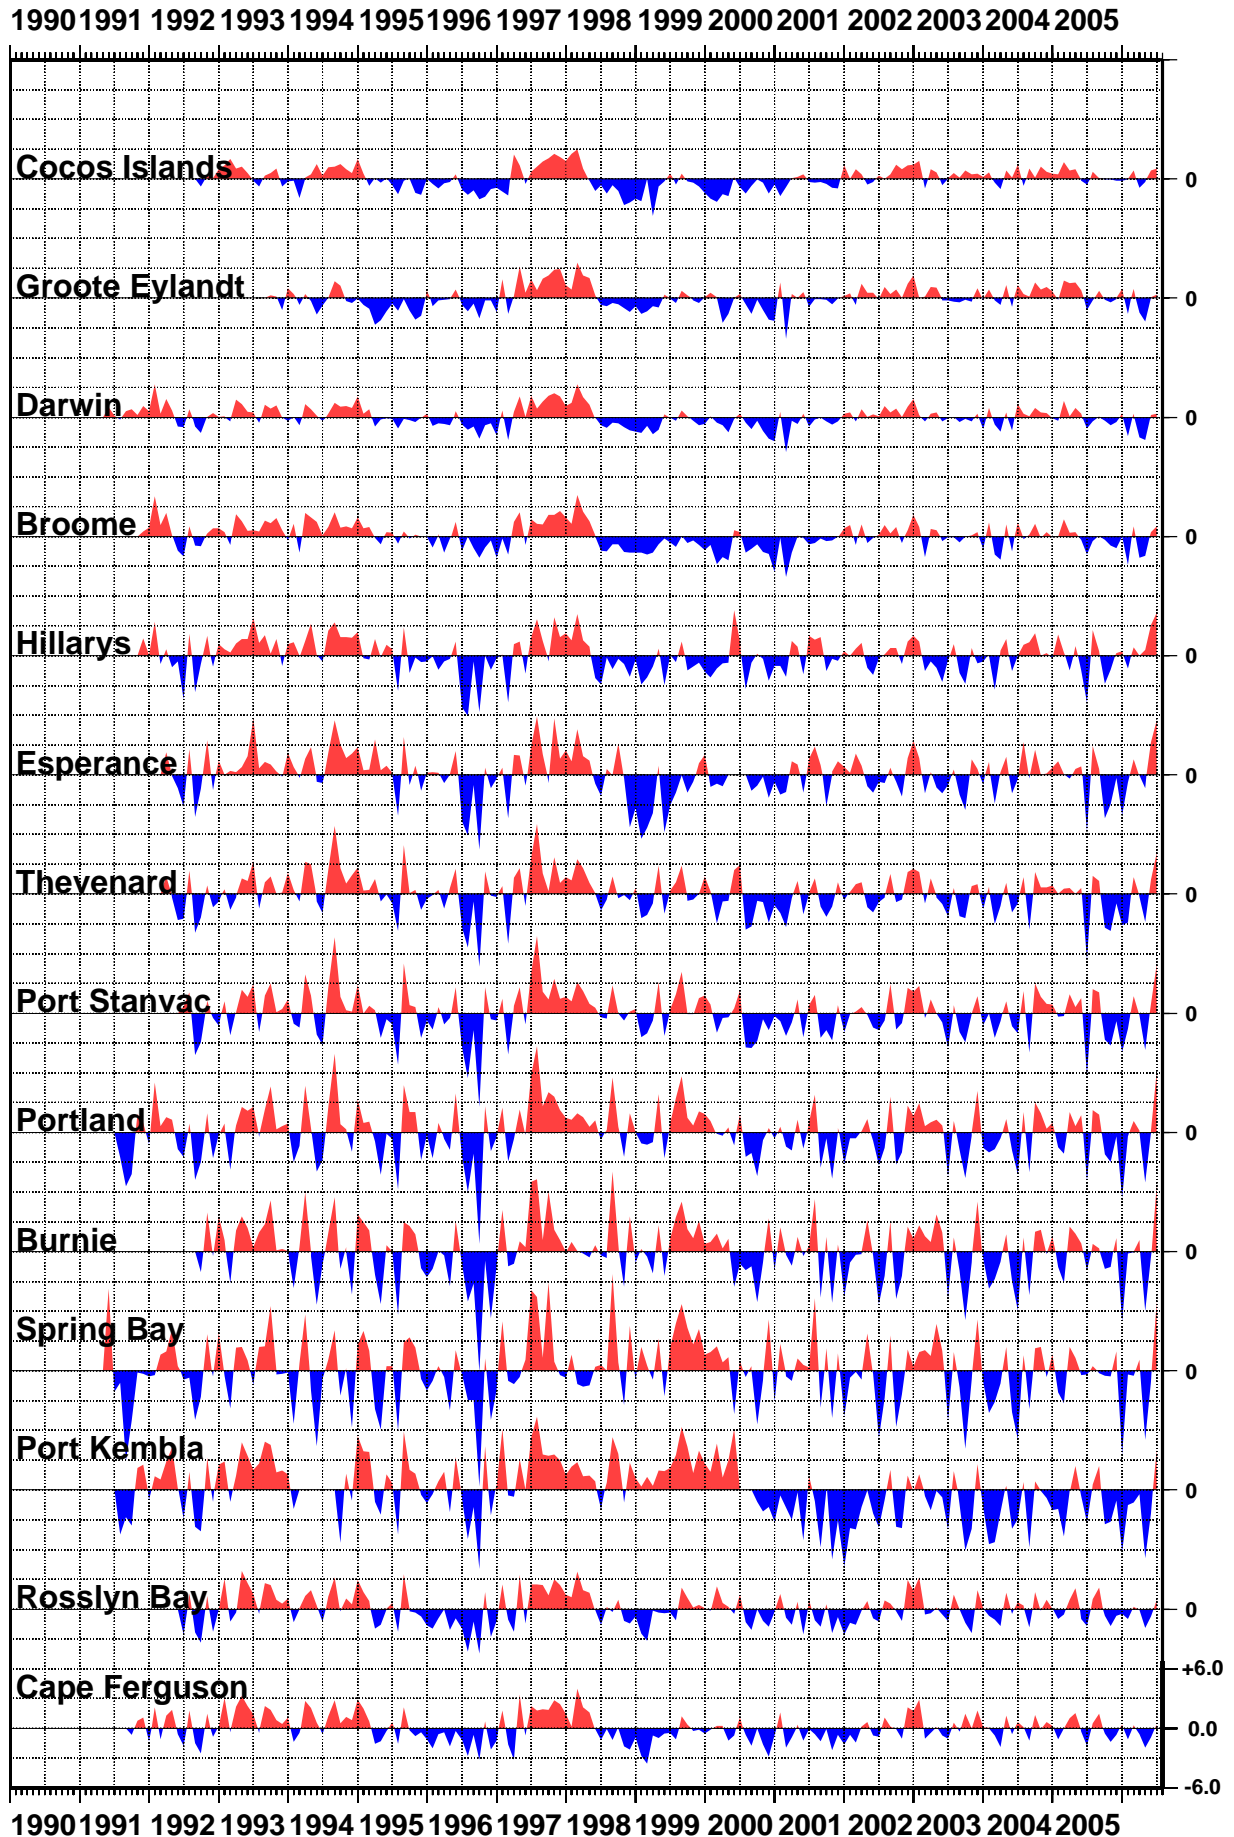 1990 1991 1992 1993 1994 1995 1996 1997 1998 1999 2000 2001 2002 2003 2004 2005
Cocos Islands 0
Groote Eylandt 0
Darwin 0
Broome 0
Hillarys 0
Esperance 0
Thevenard 0
Port Stanvac 0
Portland 0
Burnie 0
Spring Bay 0
Port Kembla 0
Rosslyn Bay 0
+6.0
Cape Ferguson 0.0
-6.0
1990 1991 1992 1993 1994 1995 1996 1997 1998 1999 2000 2001 2002 2003 2004 2005